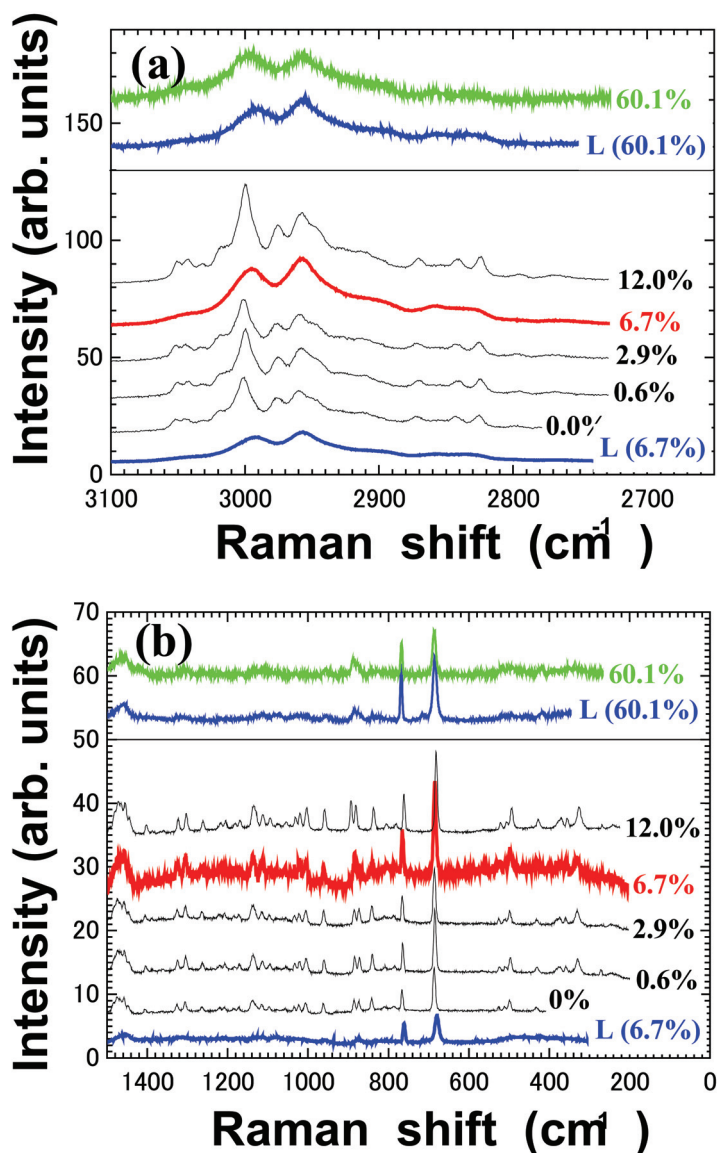 (a)
60.1%
150
L (60.1%)
100
12.0%
6.7%
50
2.9%
0.6%
0.0%
L (6.7%)
0
Intensity (arb. units)
3100 3000 2900 2800 2700
Raman shift (cm-1)
70
(b)
60.1%
60
L (60.1%)
50
40
12.0%
30
6.7%
20
2.9%
0.6%
10
0%
L (6.7%)
0
Intensity (arb. units)
1400 1200 1000 800 600 400 200 0
Raman shift (cm-1)